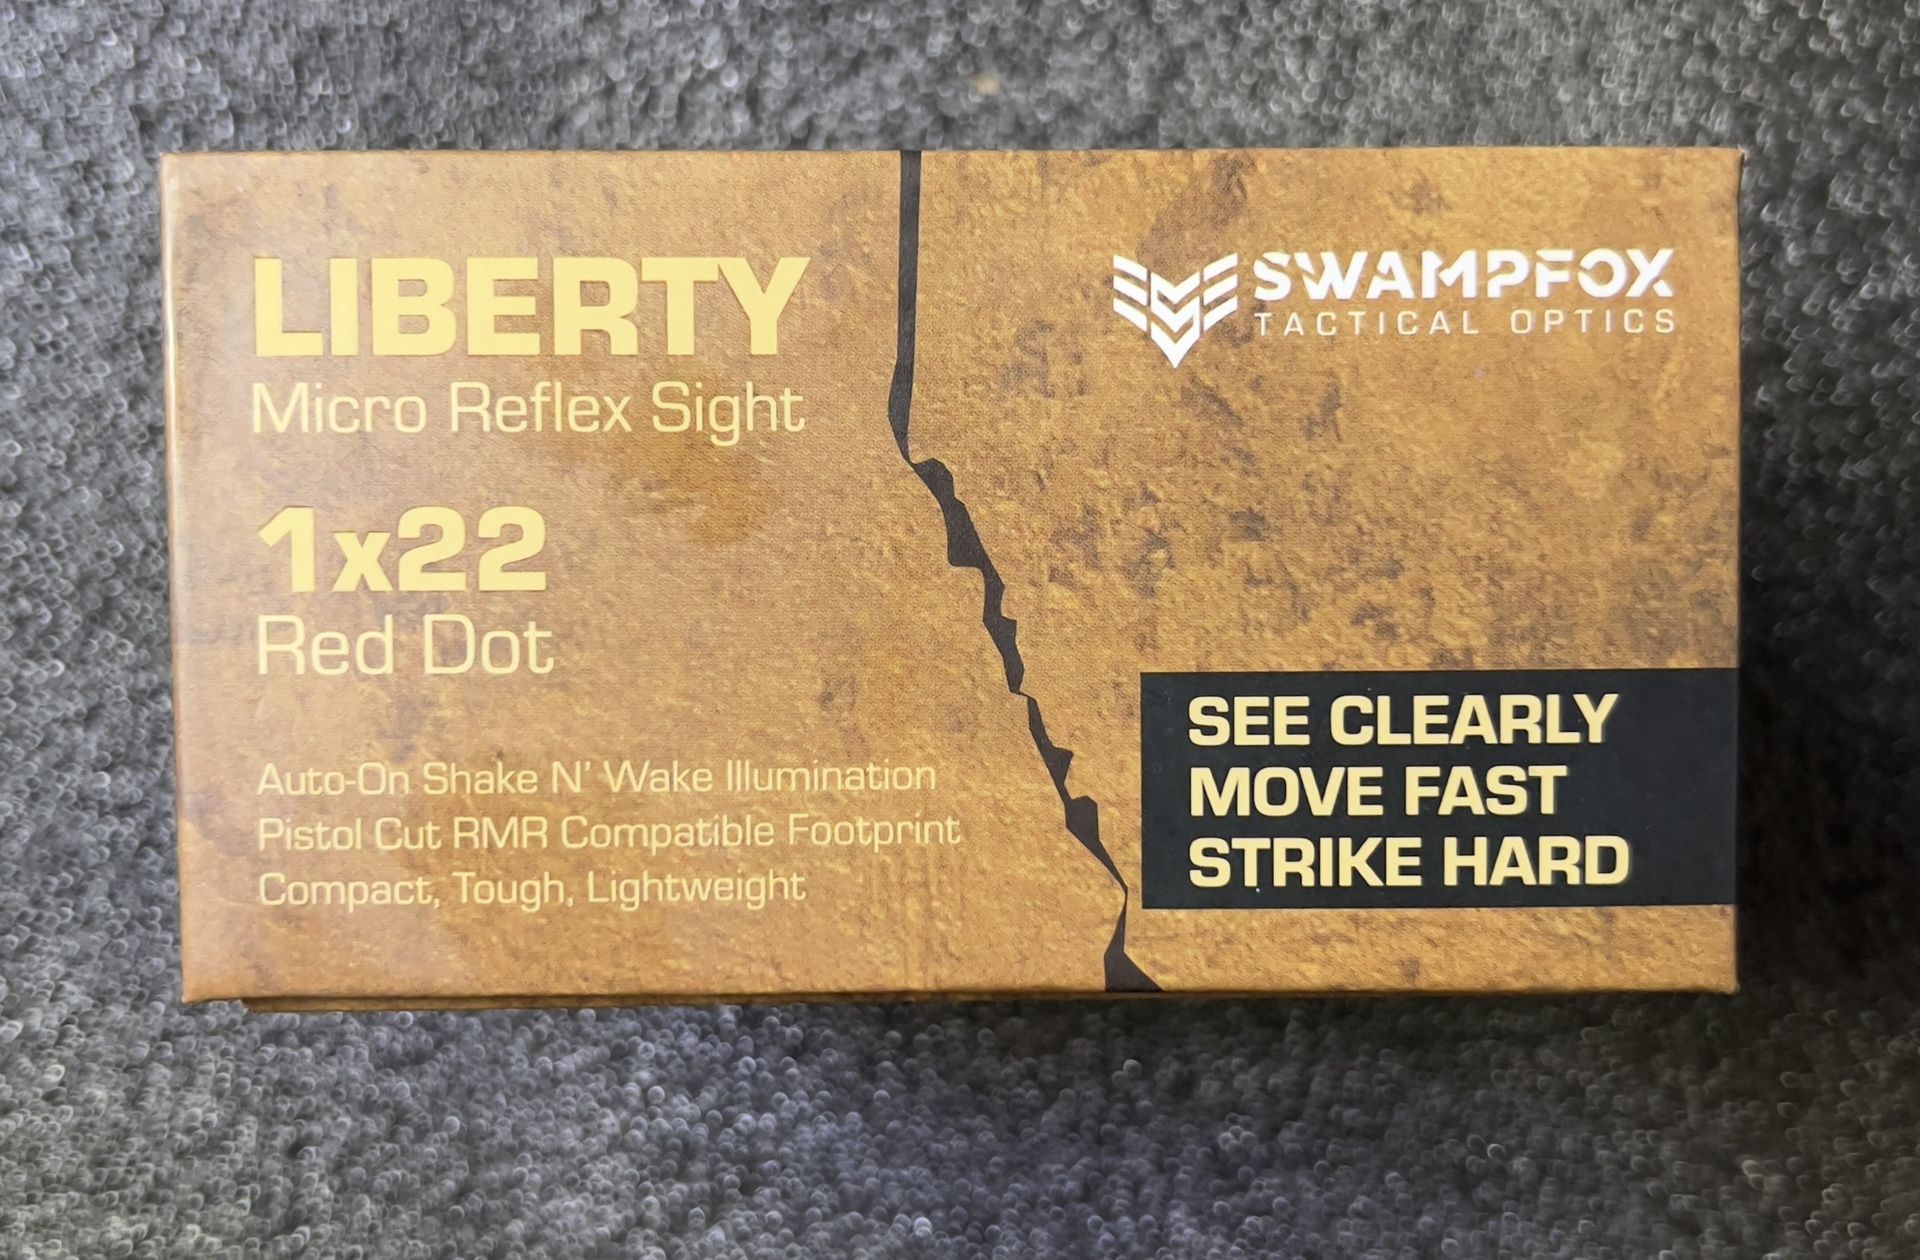 LIBERTY
Micro Reflex Sight
1x22
Red Dot
Auto-On Shake N' Wake Illumination
Pistol Cut RMR Compatible Footprint
Compact, Tough, Lightweight
SWAMPFOX
TACTICAL OPTICS
SEE CLEARLY
MOVE FAST
STRIKE HARD